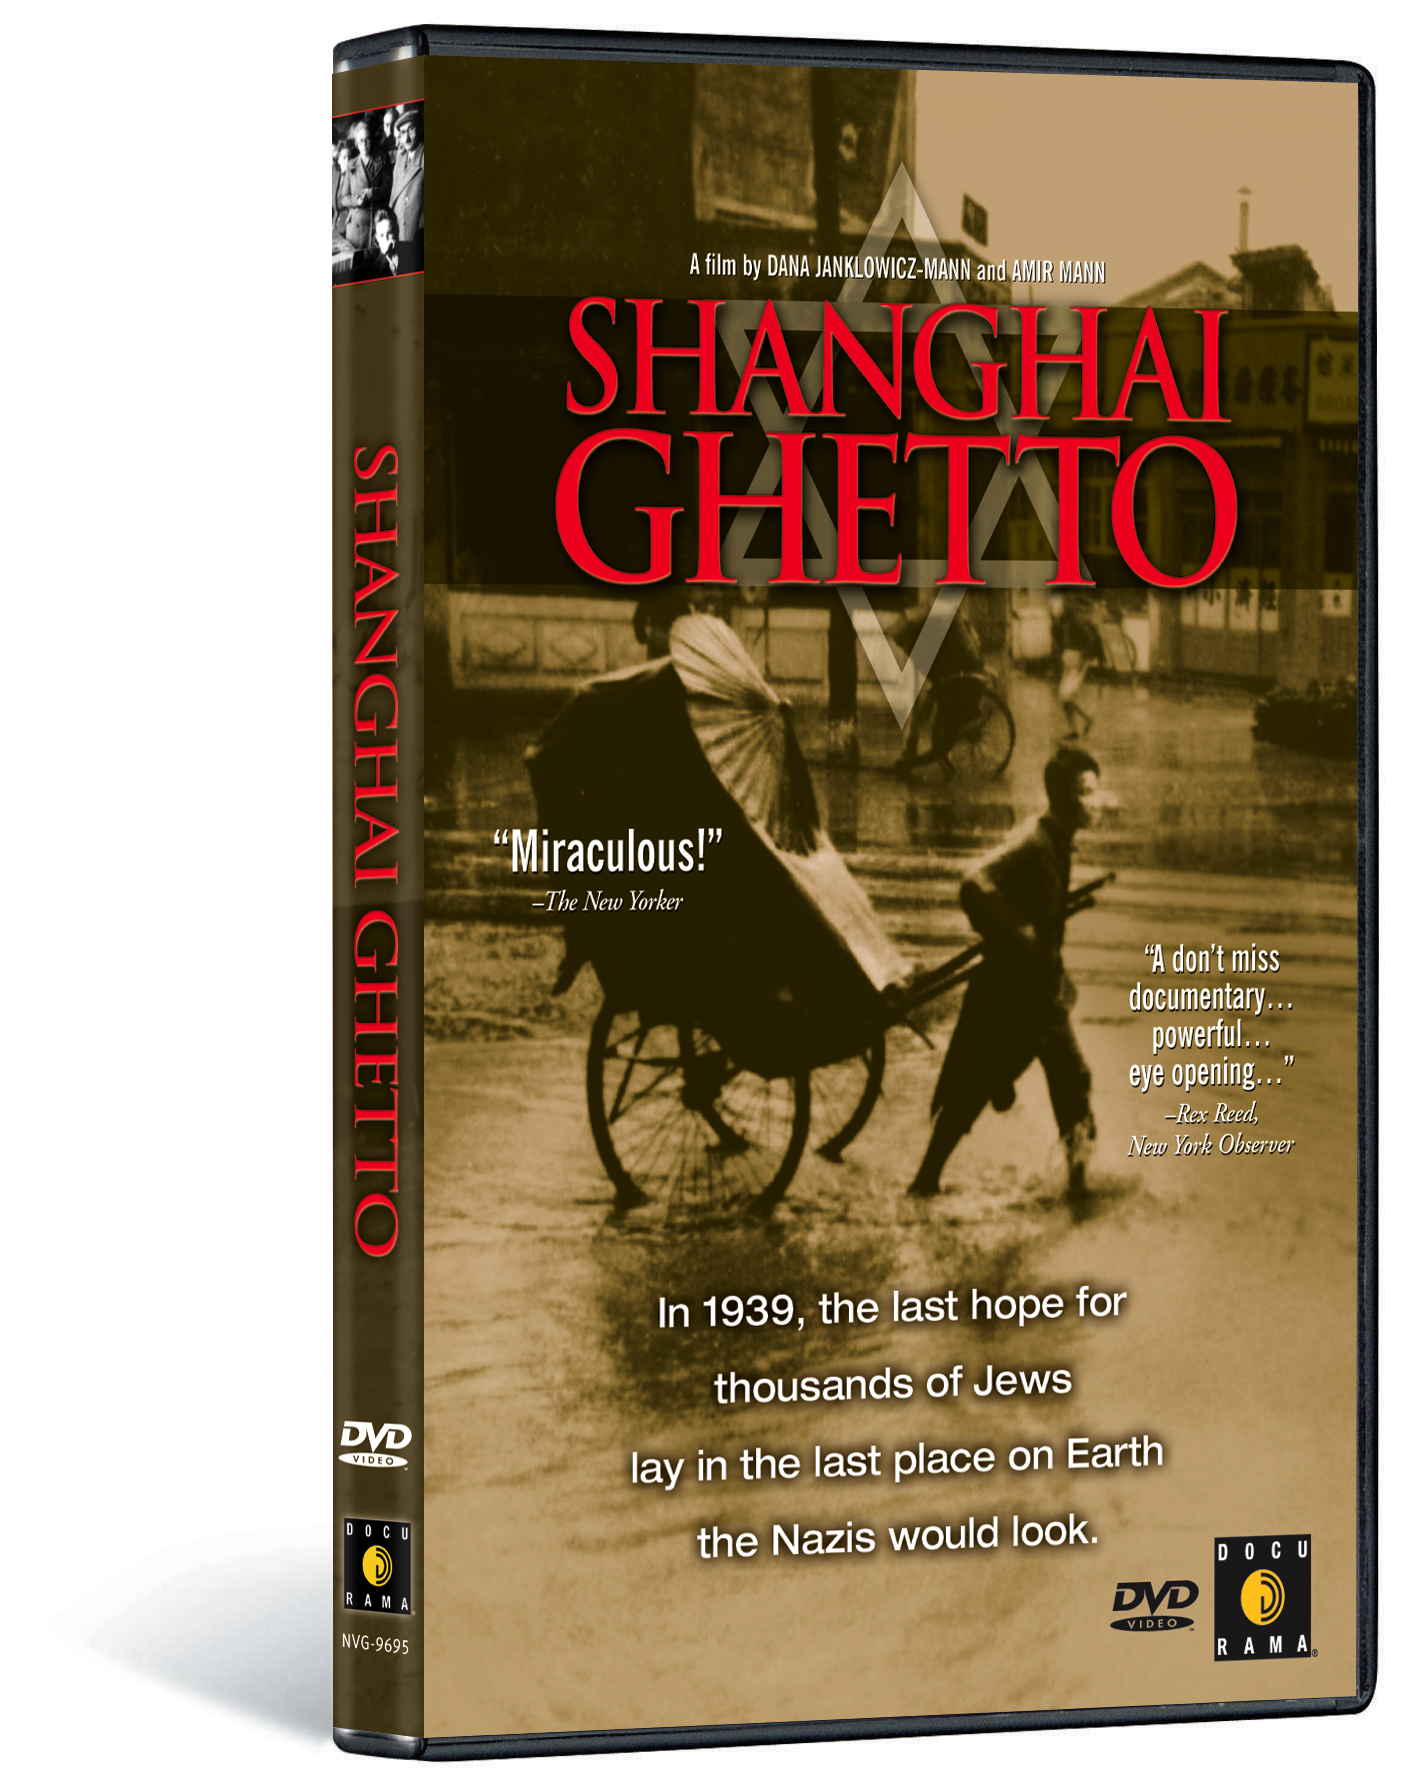 SHANGHAI GHETTO
DVD
VIDEO
DOCU
RAMA
NVG-9695
A film by DANA JANKLOWICZ-MANN and AMIR MANN
SHANGHAI
GHETTO
“Miraculous!”
–The New Yorker
“A don’t miss
documentary...
powerful...
eye opening...”
–Rex Reed,
New York Observer
In 1939, the last hope for
thousands of Jews
lay in the last place on Earth
the Nazis would look.
DVD
VIDEO
DOCU
RAMA®